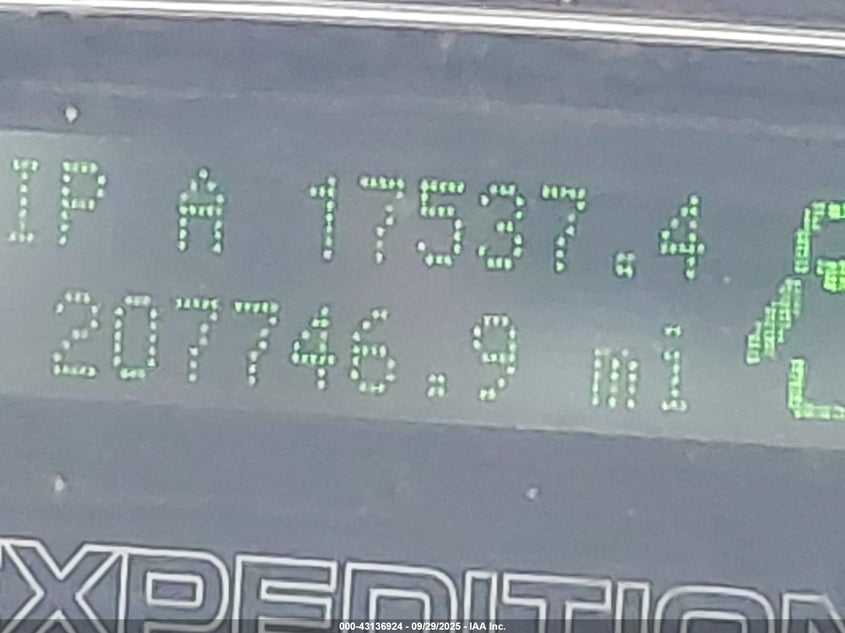 IP A 17537.4
207746.9 mi
XPEDITION
000-43136924 - 09/29/2025 - IAA Inc.